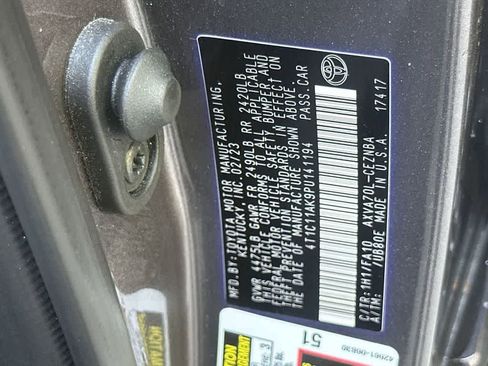 MFD.BY:TOYOTA MOTOR MANUFACTURING,
KENTUCKY, INC. 02/23
GVWR 4475LB GAWR FR 2490LB RR 2420LB
THIS VEHICLE CONFORMS TO ALL APPLICABLE
FEDERAL MOTOR VEHICLE SAFETY, BUMPER AND
THEFT PREVENTION STANDARDS IN EFFECT ON
THE DATE OF MANUFACTURE SHOWN ABOVE.
4T1C11AK9PU141194 PASS.CAR
C/TR: 1H1/FA10 AXVA70L-CEZNBA
A/TM: /UB80E 17417
MADE IN U.S.A.
51